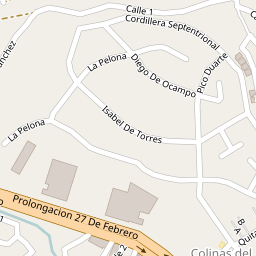 Calle 1
Cordillera Septentrional
La Pelona
Diego De Ocampo
Pico Duarte
Isabel De Torres
La Pelona
Prolongacion 27 De Febrero
Colinas del
B A